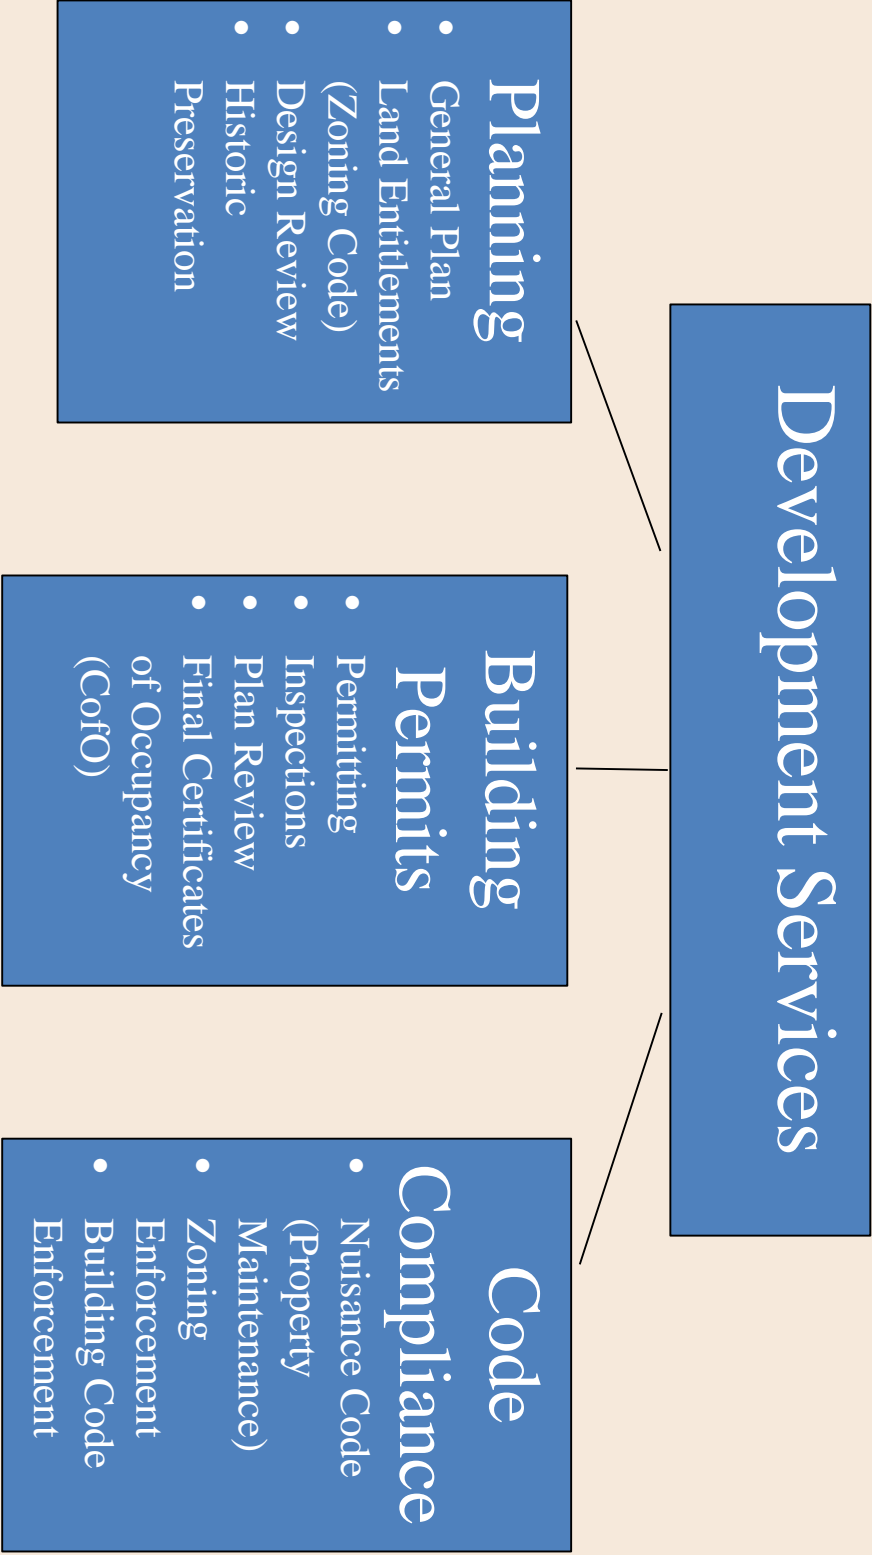 Development Services
Planning
• General Plan
• Land Entitlements
(Zoning Code)
• Design Review
• Historic
Preservation
Building
Permits
• Permitting
• Inspections
• Plan Review
• Final Certificates
of Occupancy
(CofO)
Code
Compliance
• Nuisance Code
(Property
Maintenance)
• Zoning
Enforcement
• Building Code
Enforcement